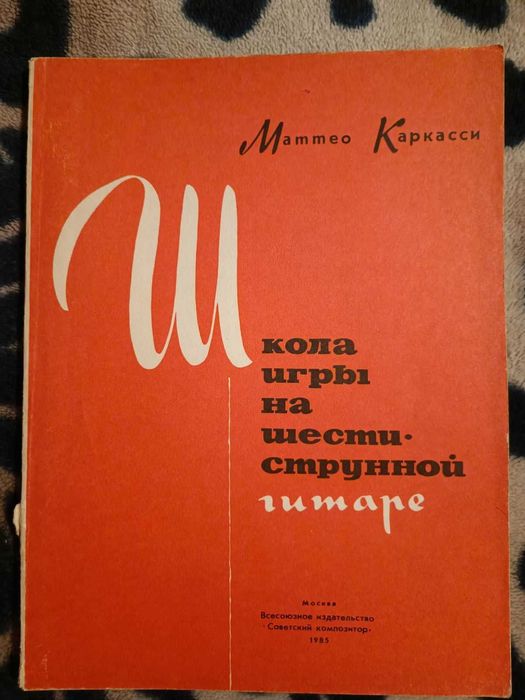 Маттео Каркасси
Школа
игры
на
шести-
струнной
гитаре
Москва
Всесоюзное издательство
«Советский композитор»
1985